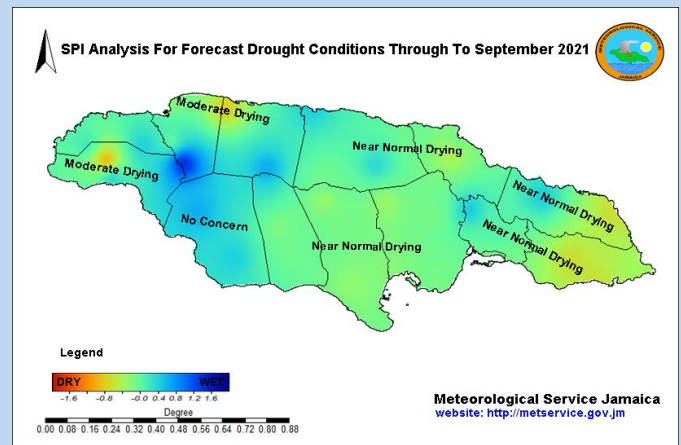 SPI Analysis For Forecast Drought Conditions Through To September 2021
METEOROLOGICAL SERVICE
JAMAICA
Moderate Drying
Near Normal Drying
Moderate Drying
Near Normal Drying
No Concern
Near Normal Drying
Near Normal Drying
Legend
DRY WET
-1.6 -0.8 -0.0 0.4 0.8 1.2 1.6
Degree
0.00 0.08 0.16 0.24 0.32 0.40 0.48 0.56 0.64 0.72 0.80 0.88
Meteorological Service Jamaica
website: http://metservice.gov.jm